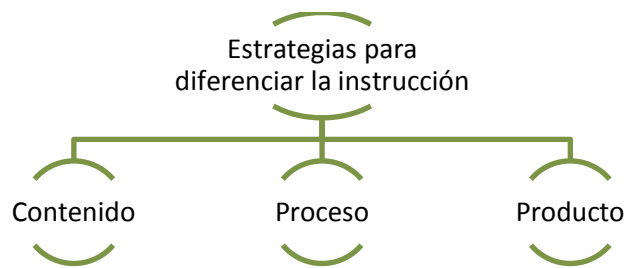 Estrategias para
diferenciar la instrucción
Contenido
Proceso
Producto